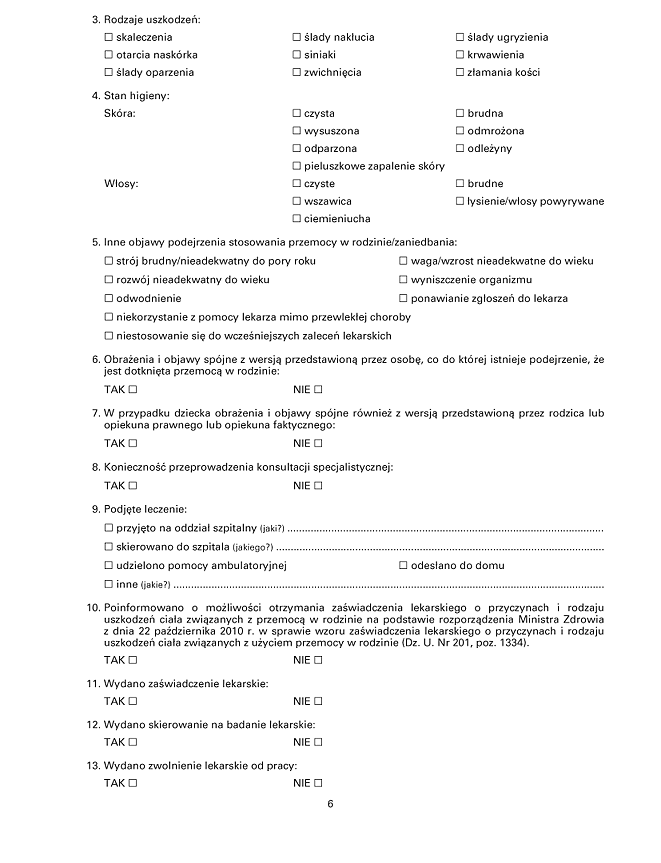 3. Rodzaje uszkodzeń:
☐ skaleczenia ☐ ślady nakłucia ☐ ślady ugryzienia
☐ otarcia naskórka ☐ siniaki ☐ krwawienia
☐ ślady oparzenia ☐ zwichnięcia ☐ złamania kości
4. Stan higieny:
Skóra: ☐ czysta ☐ brudna
☐ wysuszona ☐ odmrożona
☐ odparzona ☐ odleżyny
☐ pieluszkowe zapalenie skóry
Włosy: ☐ czyste ☐ brudne
☐ wszawica ☐ łysienie/włosy powyrywane
☐ ciemieniucha
5. Inne objawy podejrzenia stosowania przemocy w rodzinie/zaniedbania:
☐ strój brudny/nieadekwatny do pory roku ☐ waga/wzrost nieadekwatne do wieku
☐ rozwój nieadekwatny do wieku ☐ wyniszczenie organizmu
☐ odwodnienie ☐ ponawianie zgłoszeń do lekarza
☐ niekorzystanie z pomocy lekarza mimo przewlekłej choroby
☐ niestosowanie się do wcześniejszych zaleceń lekarskich
6. Obrażenia i objawy spójne z wersją przedstawioną przez osobę, co do której istnieje podejrzenie, że
jest dotknięta przemocą w rodzinie:
TAK ☐ NIE ☐
7. W przypadku dziecka obrażenia i objawy spójne również z wersją przedstawioną przez rodzica lub
opiekuna prawnego lub opiekuna faktycznego:
TAK ☐ NIE ☐
8. Konieczność przeprowadzenia konsultacji specjalistycznej:
TAK ☐ NIE ☐
9. Podjęte leczenie:
☐ przyjęto na oddział szpitalny (jaki?) ....................................................................................................
☐ skierowano do szpitala (jakiego?) ....................................................................................................
☐ udzielono pomocy ambulatoryjnej ☐ odesłano do domu
☐ inne (jakie?) ....................................................................................................
10. Poinformowano o możliwości otrzymania zaświadczenia lekarskiego o przyczynach i rodzaju
uszkodzeń ciała związanych z przemocą w rodzinie na podstawie rozporządzenia Ministra Zdrowia
z dnia 22 października 2010 r. w sprawie wzoru zaświadczenia lekarskiego o przyczynach i rodzaju
uszkodzeń ciała związanych z użyciem przemocy w rodzinie (Dz. U. Nr 201, poz. 1334).
TAK ☐ NIE ☐
11. Wydano zaświadczenie lekarskie:
TAK ☐ NIE ☐
12. Wydano skierowanie na badanie lekarskie:
TAK ☐ NIE ☐
13. Wydano zwolnienie lekarskie od pracy:
TAK ☐ NIE ☐
6